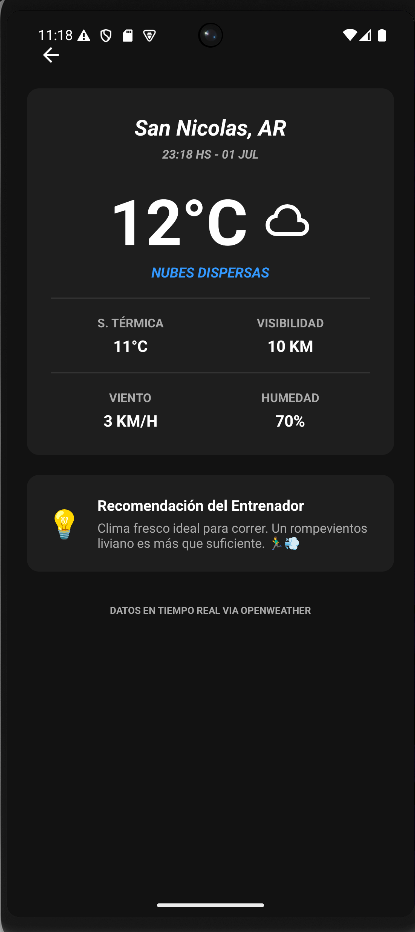 11:18
San Nicolas, AR
23:18 HS - 01 JUL
12°C
NUBES DISPERSAS
S. TÉRMICA VISIBILIDAD
11°C 10 KM
VIENTO HUMEDAD
3 KM/H 70%
Recomendación del Entrenador
Clima fresco ideal para correr. Un rompevientos
liviano es más que suficiente. 🏃‍♂️💨
DATOS EN TIEMPO REAL VIA OPENWEATHER